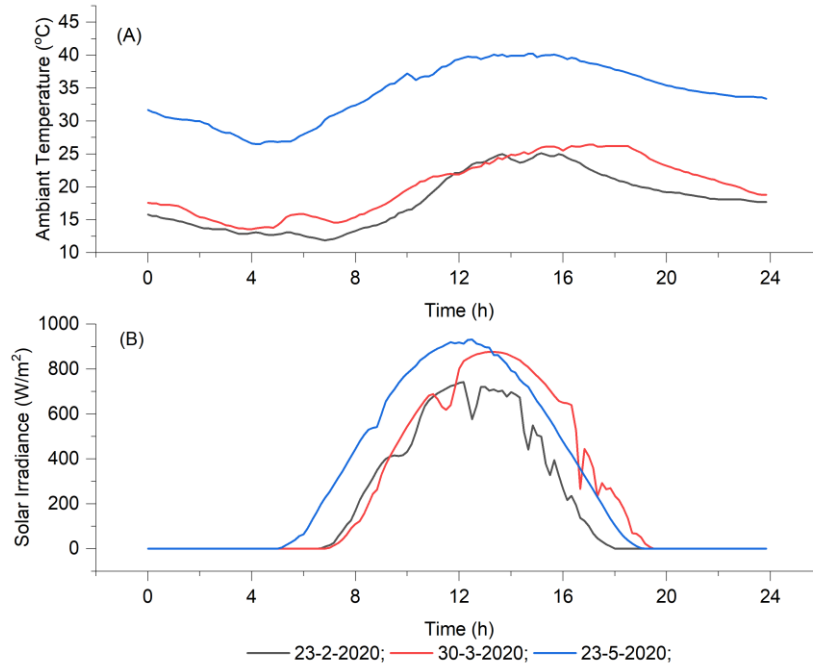 (A)
Ambiant Temperature (°C)
45
40
35
30
25
20
15
10
0 4 8 12 16 20 24
Time (h)
(B)
Solar Irradiance (W/m²)
1000
800
600
400
200
0
0 4 8 12 16 20 24
Time (h)
23-2-2020; 30-3-2020; 23-5-2020;